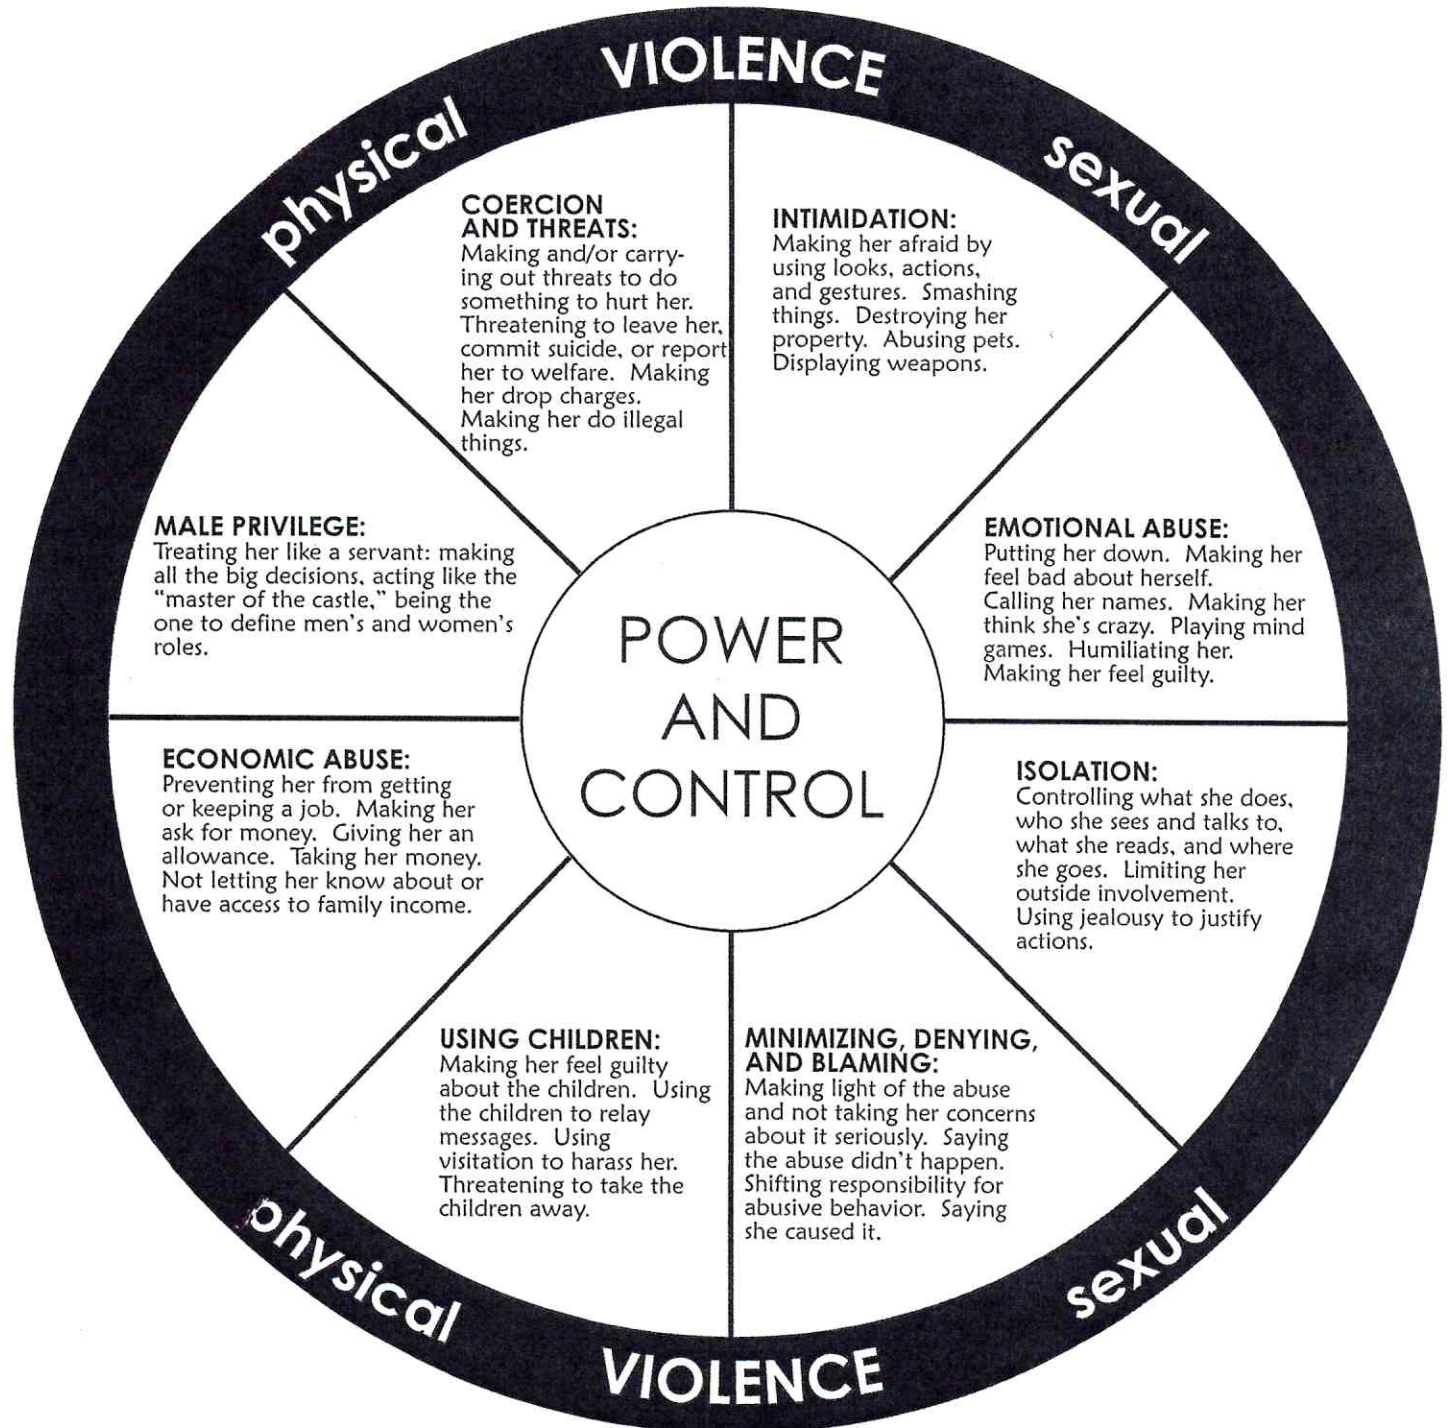 VIOLENCE
physical
sexual
COERCION
AND THREATS:
Making and/or carry-
ing out threats to do
something to hurt her.
Threatening to leave her,
commit suicide, or report
her to welfare. Making
her drop charges.
Making her do illegal
things.
INTIMIDATION:
Making her afraid by
using looks, actions,
and gestures. Smashing
things. Destroying her
property. Abusing pets.
Displaying weapons.
MALE PRIVILEGE:
Treating her like a servant: making
all the big decisions, acting like the
"master of the castle," being the
one to define men's and women's
roles.
EMOTIONAL ABUSE:
Putting her down. Making her
feel bad about herself.
Calling her names. Making her
think she's crazy. Playing mind
games. Humiliating her.
Making her feel guilty.
POWER
AND
CONTROL
ECONOMIC ABUSE:
Preventing her from getting
or keeping a job. Making her
ask for money. Giving her an
allowance. Taking her money.
Not letting her know about or
have access to family income.
ISOLATION:
Controlling what she does,
who she sees and talks to,
what she reads, and where
she goes. Limiting her
outside involvement.
Using jealousy to justify
actions.
USING CHILDREN:
Making her feel guilty
about the children. Using
the children to relay
messages. Using
visitation to harass her.
Threatening to take the
children away.
MINIMIZING, DENYING,
AND BLAMING:
Making light of the abuse
and not taking her concerns
about it seriously. Saying
the abuse didn't happen.
Shifting responsibility for
abusive behavior. Saying
she caused it.
physical
sexual
VIOLENCE